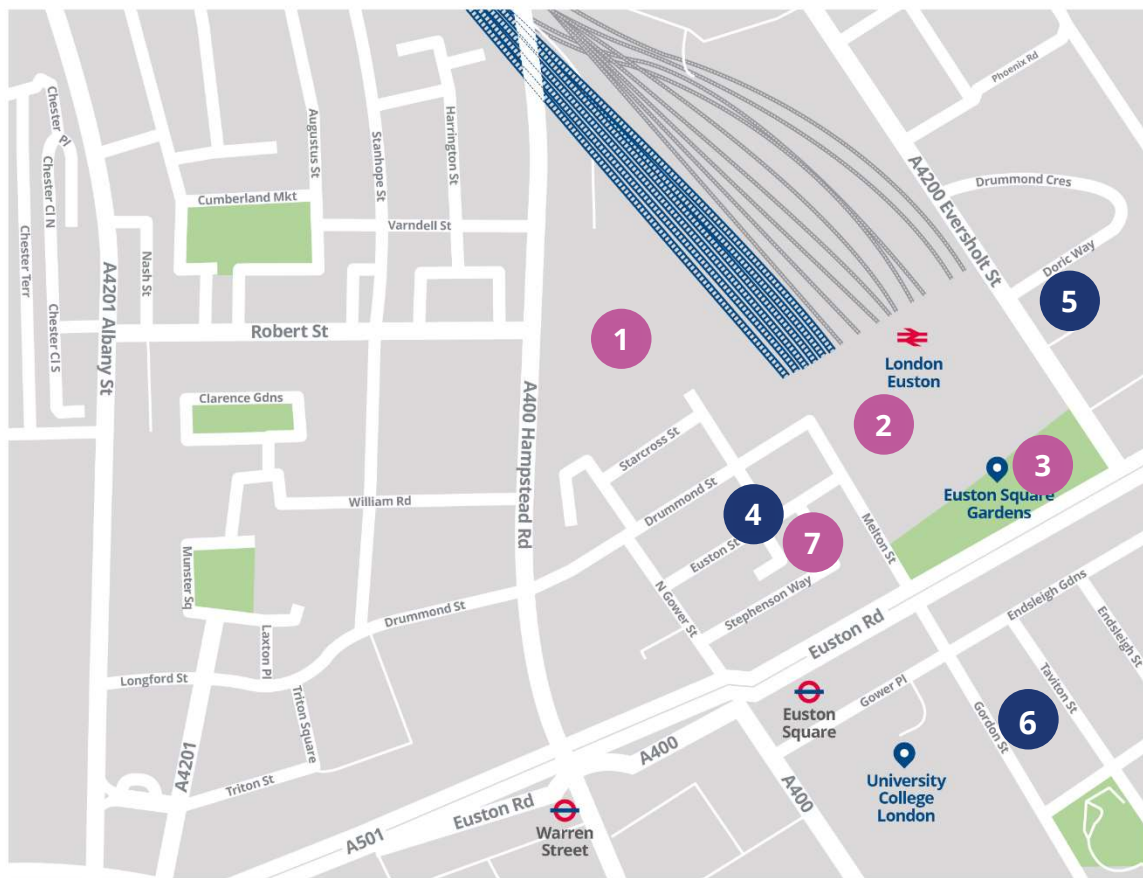 Phoenix Rd
Chester Pl
Augustus St
Stanhope St
Harrington St
A4200 Eversholt St
Drummond Cres
Chester Cl N
Cumberland Mkt
Varndell St
Chester Terr
Nash St
Doric Way
5
A4201 Albany St
Robert St
1
London
Euston
Chester Cl S
Clarence Gdns
A400 Hampstead Rd
2
Starcross St
3
Euston Square
Gardens
William Rd
Drummond St
4
7
Melton St
Euston St
Munster Sq
N Gower St
Stephenson Way
Drummond St
Laxton Pl
Euston Rd
Endsleigh Gdns
Endsleigh St
Longford St
Triton Square
Euston
Square
Gower Pl
Taviton St
Gordon St
6
A4201
Triton St
A400
A400
University
College
London
Euston Rd
A501
Warren
Street